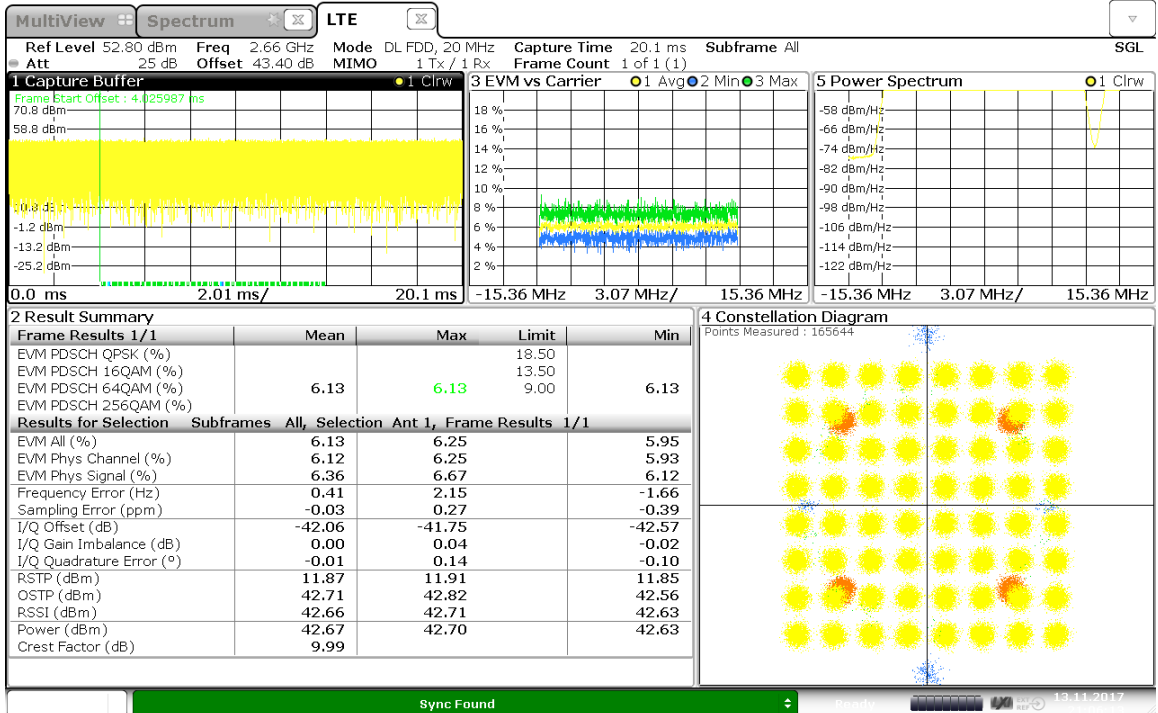 MultiView Spectrum LTE
Ref Level 52.80 dBm Freq 2.66 GHz Mode DL FDD, 20 MHz Capture Time 20.1 ms Subframe All SGL
Att 25 dB Offset 43.40 dB MIMO 1 Tx / 1 Rx Frame Count 1 of 1 (1)
1 Capture Buffer 1 Clrw
Frame Start Offset : 4.025987 ms
70.8 dBm
58.8 dBm
-1.2 dBm
-13.2 dBm
-25.2 dBm
0.0 ms 2.01 ms/ 20.1 ms
3 EVM vs Carrier 1 Avg 2 Min 3 Max
18 %
16 %
14 %
12 %
10 %
8 %
6 %
4 %
2 %
-15.36 MHz 3.07 MHz/ 15.36 MHz
5 Power Spectrum 1 Clrw
-58 dBm/Hz
-66 dBm/Hz
-74 dBm/Hz
-82 dBm/Hz
-90 dBm/Hz
-98 dBm/Hz
-106 dBm/Hz
-114 dBm/Hz
-122 dBm/Hz
-15.36 MHz 3.07 MHz/ 15.36 MHz
2 Result Summary
Frame Results 1/1 Mean Max Limit Min
EVM PDSCH QPSK (%) 18.50
EVM PDSCH 16QAM (%) 13.50
EVM PDSCH 64QAM (%) 6.13 6.13 9.00 6.13
EVM PDSCH 256QAM (%)
Results for Selection Subframes All, Selection Ant 1, Frame Results 1/1
EVM All (%) 6.13 6.25 5.95
EVM Phys Channel (%) 6.12 6.25 5.93
EVM Phys Signal (%) 6.36 6.67 6.12
Frequency Error (Hz) 0.41 2.15 -1.66
Sampling Error (ppm) -0.03 0.27 -0.39
I/Q Offset (dB) -42.06 -41.75 -42.57
I/Q Gain Imbalance (dB) 0.00 0.04 -0.02
I/Q Quadrature Error (°) -0.01 0.14 -0.10
RSTP (dBm) 11.87 11.91 11.85
OSTP (dBm) 42.71 42.82 42.56
RSSI (dBm) 42.66 42.71 42.63
Power (dBm) 42.67 42.70 42.63
Crest Factor (dB) 9.99
4 Constellation Diagram
Points Measured : 165644
Sync Found
Ready
LXI
EXT
REF
13.11.2017